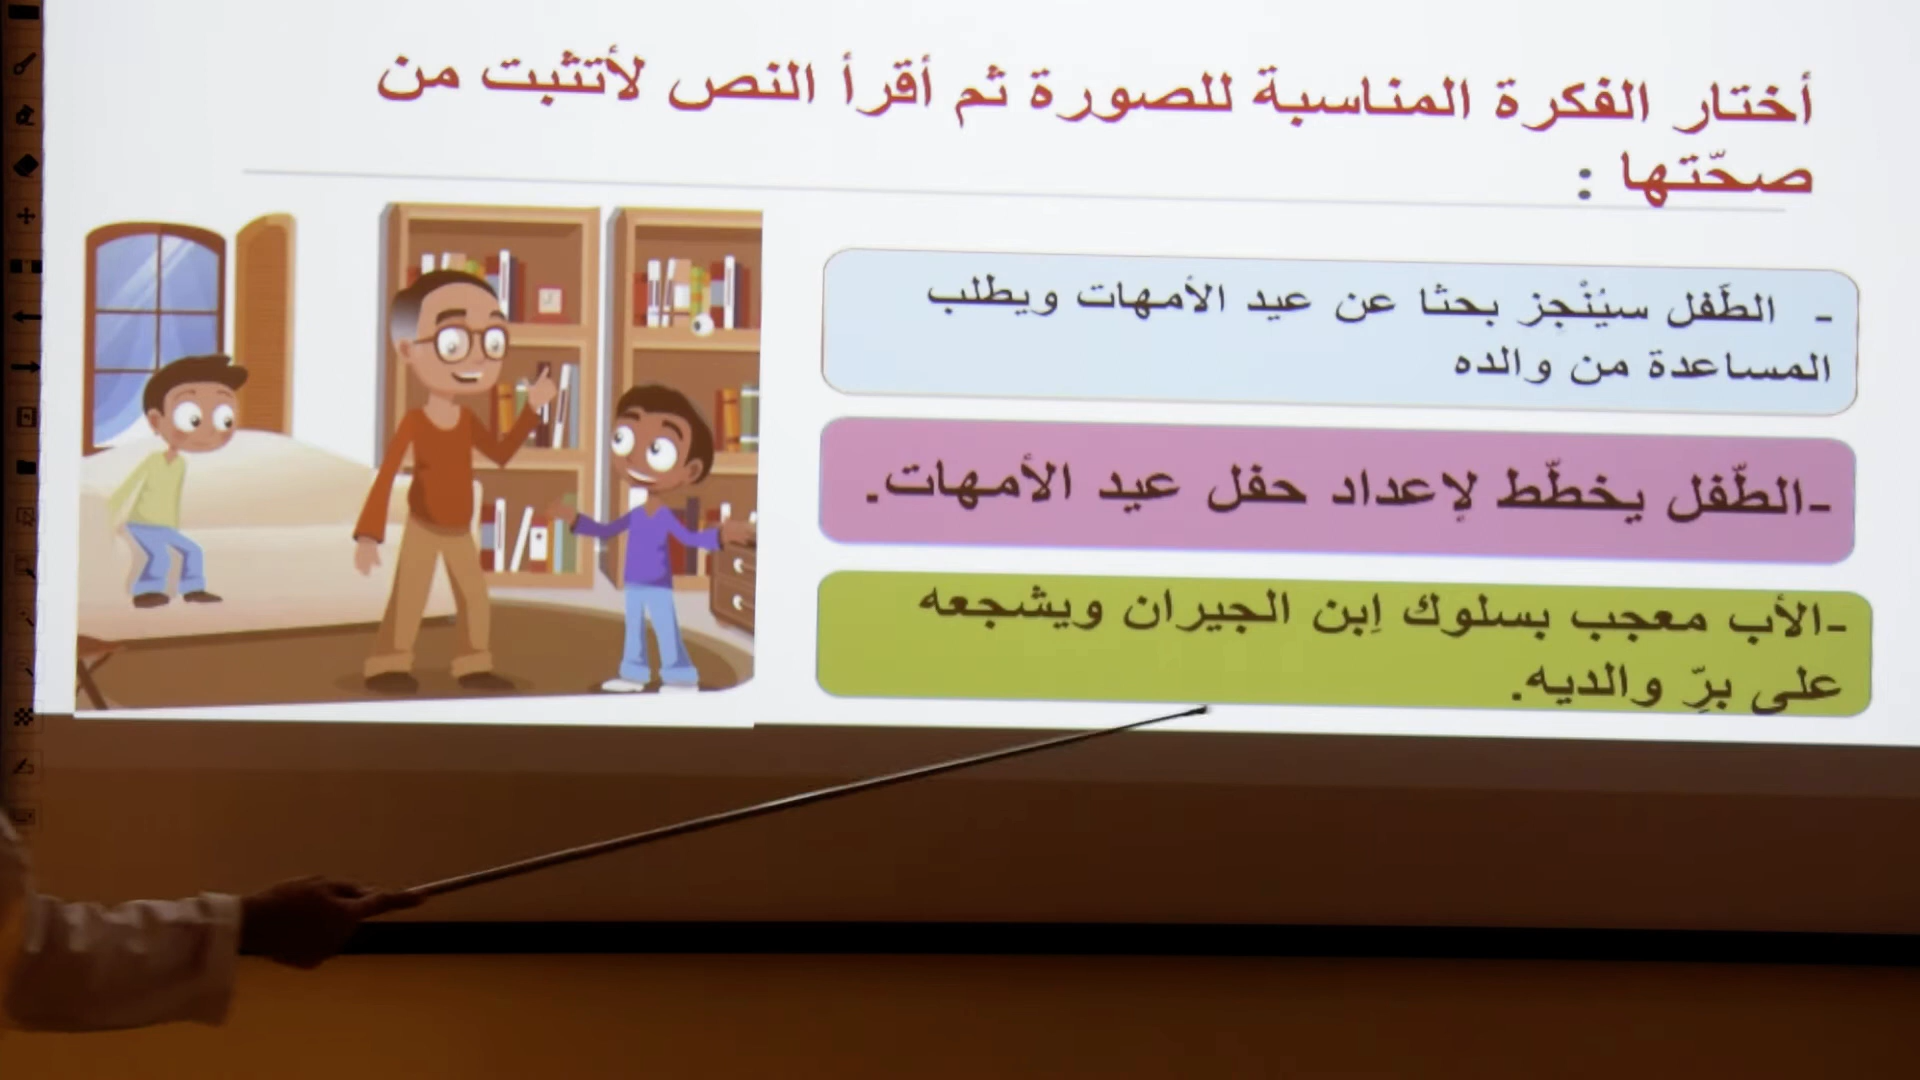 أختار الفكرة المناسبة للصورة ثم أقرأ النص لأتثبت من
صحّتها :
- الطَّفل سيُنْجز بحثا عن عيد الأمهات ويطلب
المساعدة من والده
-الطّفل يخطّط لإعداد حفل عيد الأمهات.
-الأب معجب بسلوك اِبن الجيران ويشجعه
على برِّ والديه.